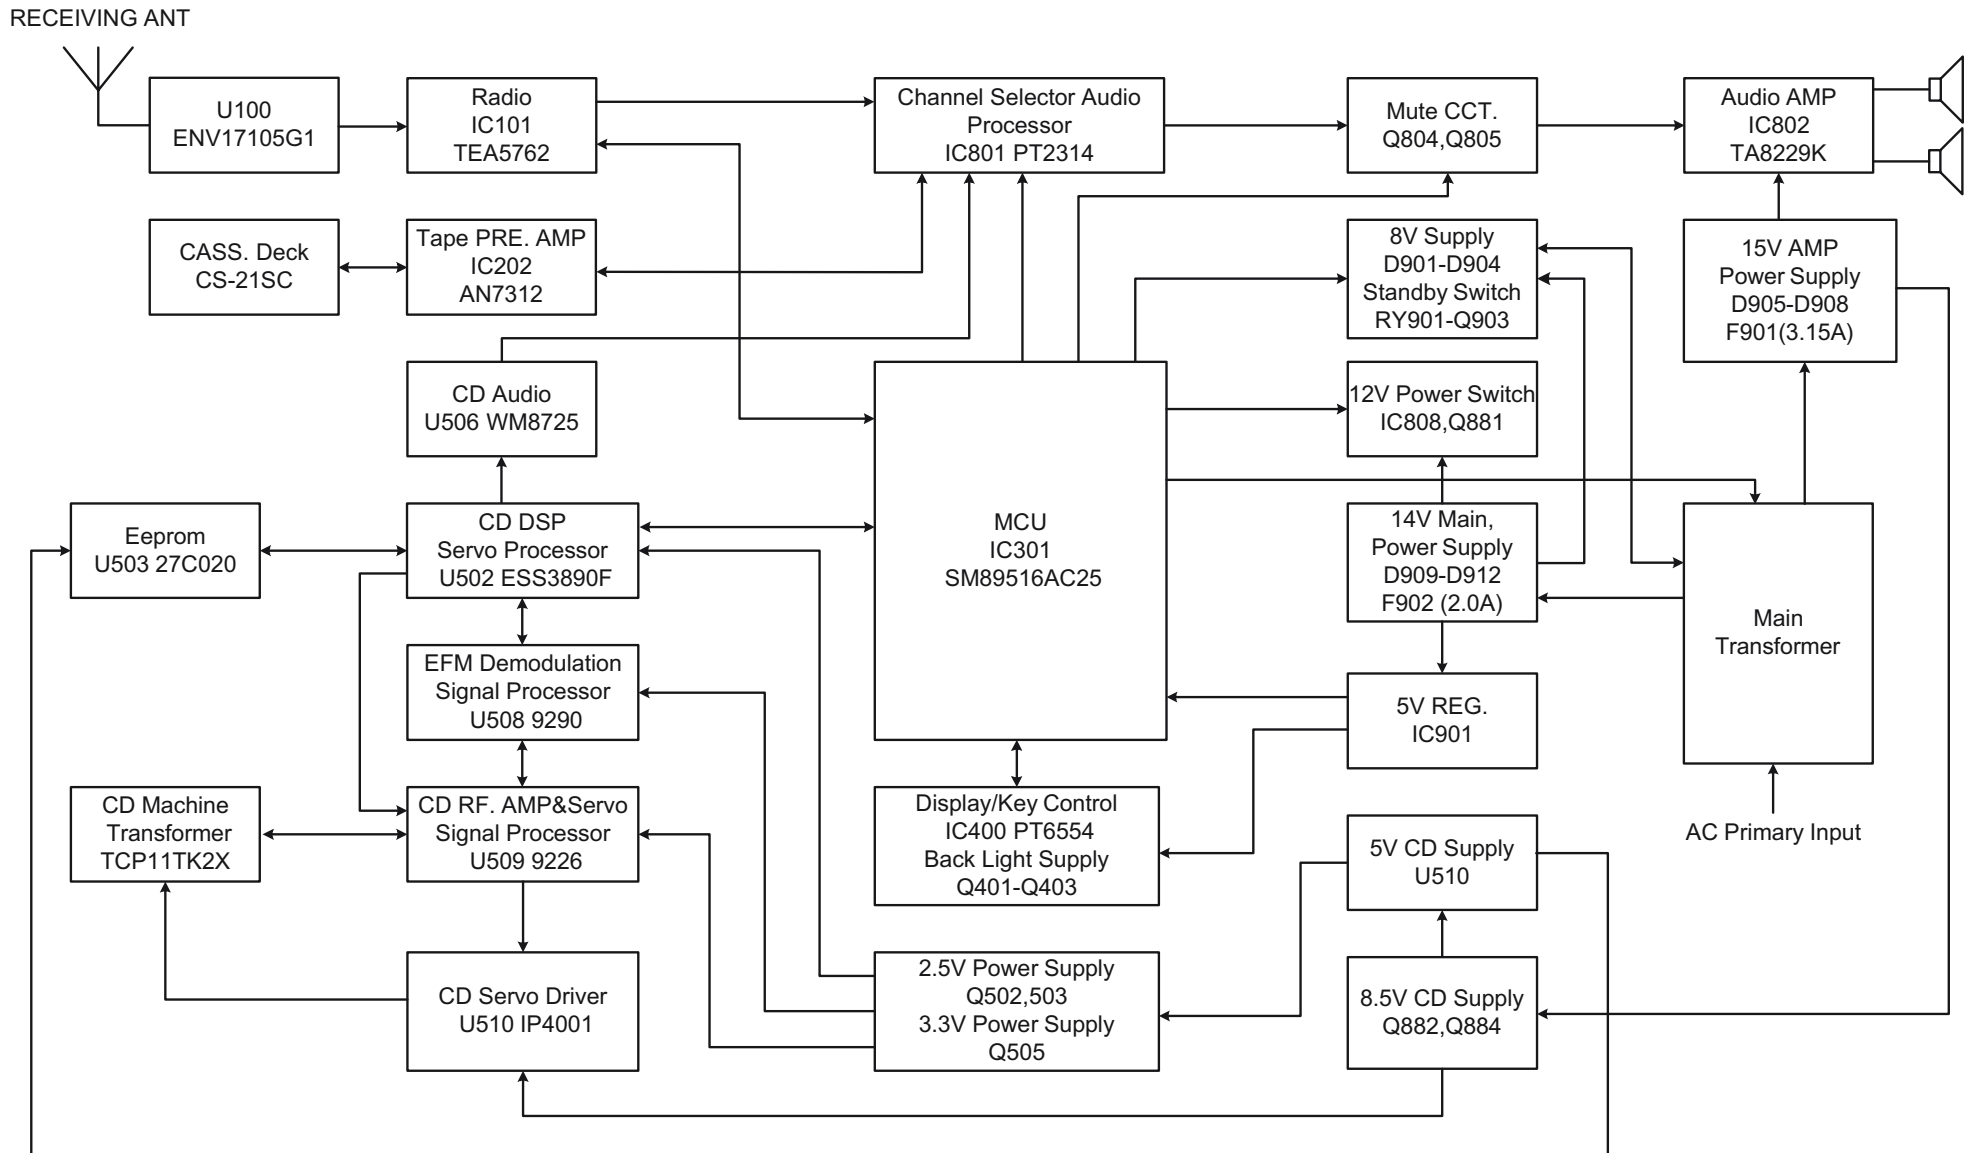 RECEIVING ANT
U100
ENV17105G1
Radio
IC101
TEA5762
Channel Selector Audio
Processor
IC801 PT2314
Mute CCT.
Q804,Q805
Audio AMP
IC802
TA8229K
CASS. Deck
CS-21SC
Tape PRE. AMP
IC202
AN7312
8V Supply
D901-D904
Standby Switch
RY901-Q903
15V AMP
Power Supply
D905-D908
F901(3.15A)
CD Audio
U506 WM8725
12V Power Switch
IC808,Q881
Eeprom
U503 27C020
CD DSP
Servo Processor
U502 ESS3890F
MCU
IC301
SM89516AC25
14V Main,
Power Supply
D909-D912
F902 (2.0A)
Main
Transformer
EFM Demodulation
Signal Processor
U508 9290
5V REG.
IC901
CD Machine
Transformer
TCP11TK2X
CD RF. AMP&Servo
Signal Processor
U509 9226
Display/Key Control
IC400 PT6554
Back Light Supply
Q401-Q403
5V CD Supply
U510
AC Primary Input
CD Servo Driver
U510 IP4001
2.5V Power Supply
Q502,503
3.3V Power Supply
Q505
8.5V CD Supply
Q882,Q884